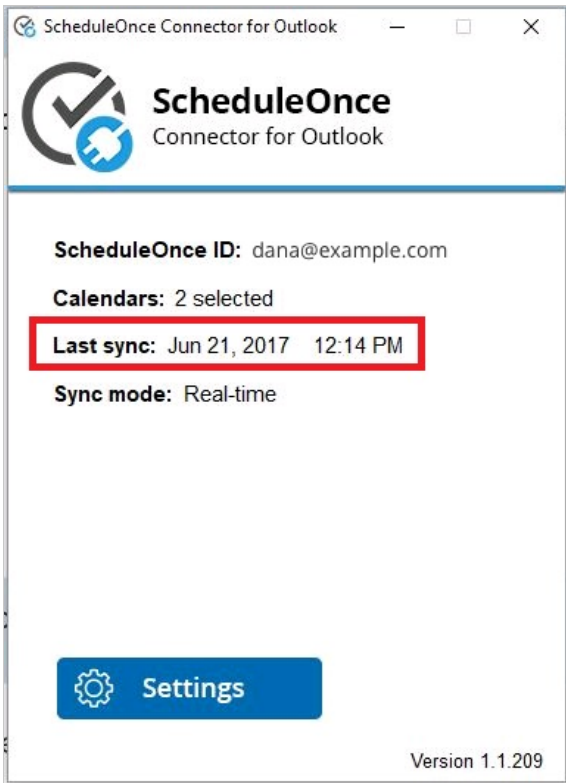 ScheduleOnce Connector for Outlook
ScheduleOnce
Connector for Outlook
ScheduleOnce ID: dana@example.com
Calendars: 2 selected
Last sync: Jun 21, 2017 12:14 PM
Sync mode: Real-time
Settings
Version 1.1.209